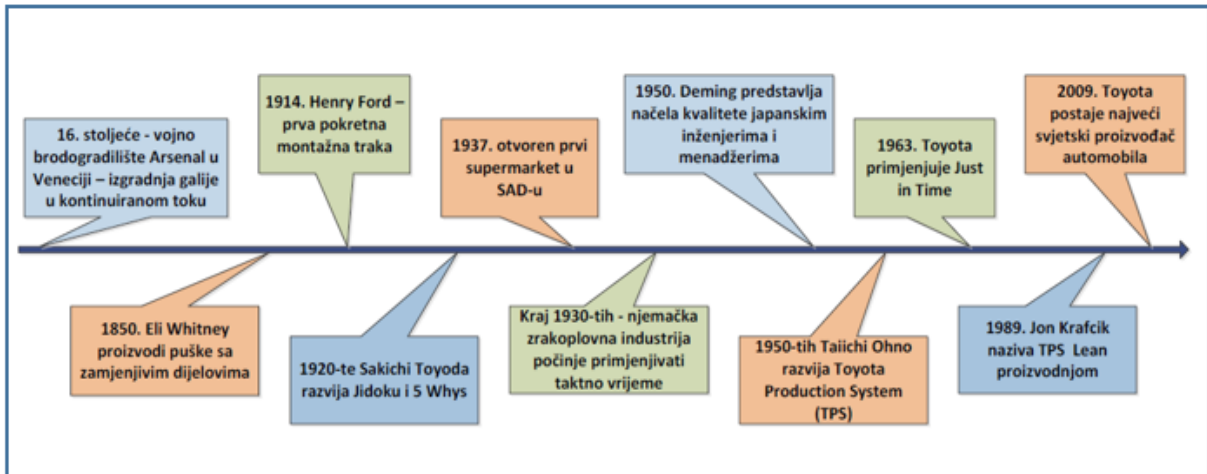 16. stoljeće - vojno
brodogradilište Arsenal u
Veneciji – izgradnja galije
u kontinuiranom toku
1850. Eli Whitney
proizvodi puške sa
zamjenjivim dijelovima
1914. Henry Ford –
prva pokretna
montažna traka
1920-te Sakichi Toyoda
razvija Jidoku i 5 Whys
1937. otvoren prvi
supermarket u
SAD-u
Kraj 1930-tih - njemačka
zrakoplovna industrija
počinje primjenjivati
taktno vrijeme
1950. Deming predstavlja
načela kvalitete japanskim
inženjerima i
menadžerima
1950-tih Taiichi Ohno
razvija Toyota
Production System
(TPS)
1963. Toyota
primjenjuje Just
in Time
1989. Jon Krafcik
naziva TPS Lean
proizvodnjom
2009. Toyota
postaje najveći
svjetski proizvođač
automobila